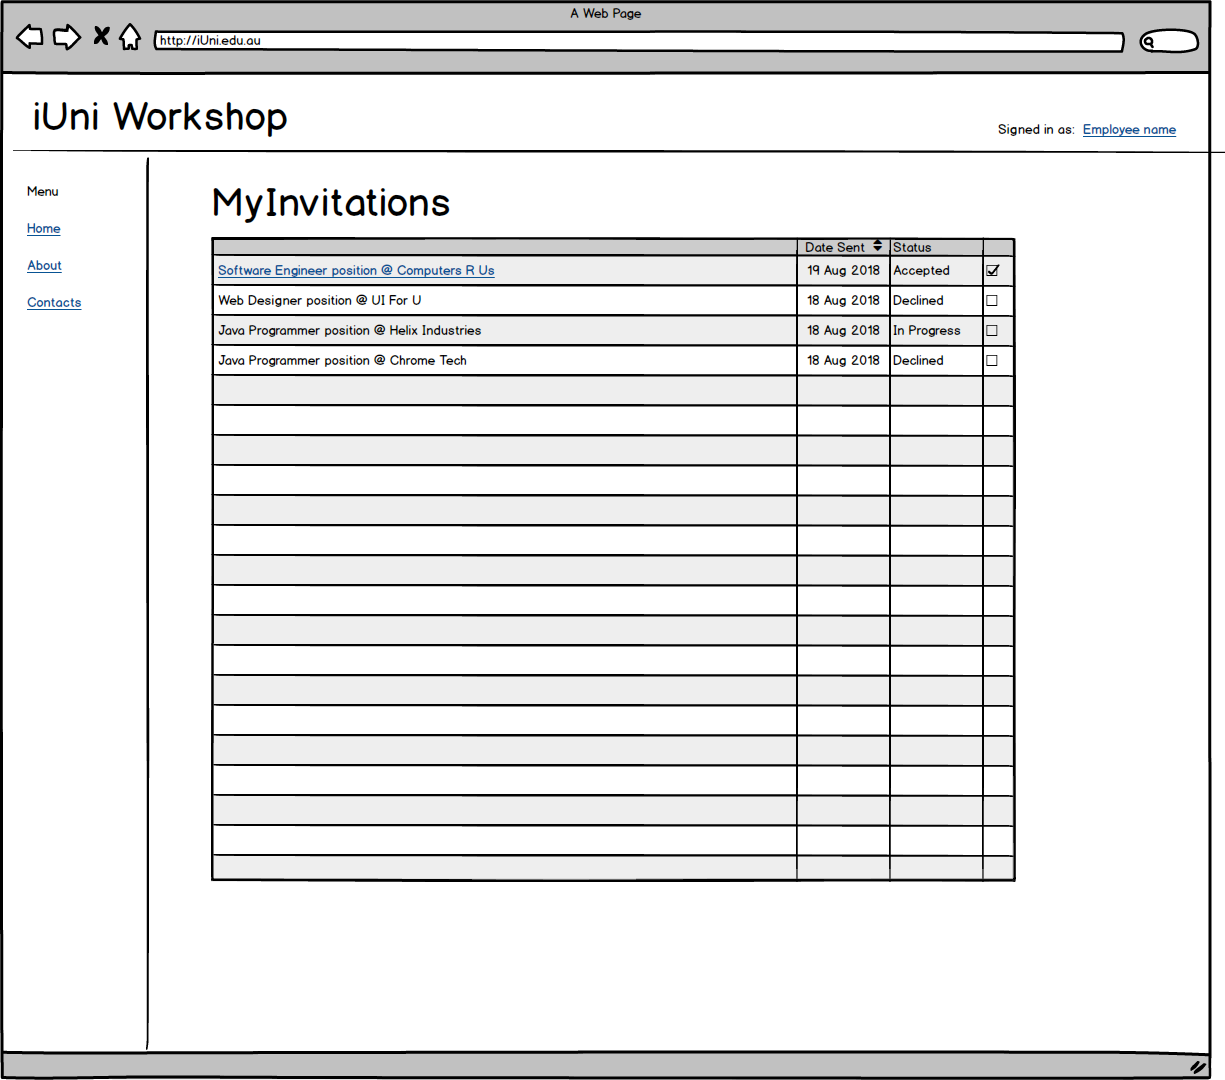 A Web Page
http://iUni.edu.au
iUni Workshop
Signed in as: Employee name
Menu
Home
About
Contacts
MyInvitations
Date Sent Status
Software Engineer position @ Computers R Us 19 Aug 2018 Accepted
Web Designer position @ UI For U 18 Aug 2018 Declined
Java Programmer position @ Helix Industries 18 Aug 2018 In Progress
Java Programmer position @ Chrome Tech 18 Aug 2018 Declined